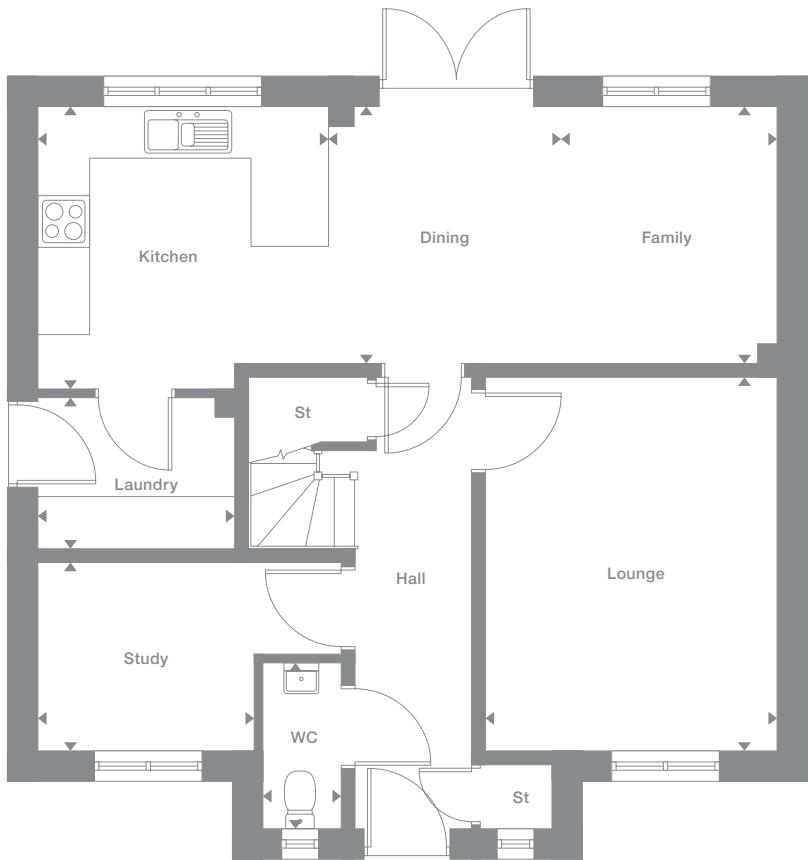 Dining
Family
Kitchen
St
Laundry
Lounge
Hall
Study
WC
St